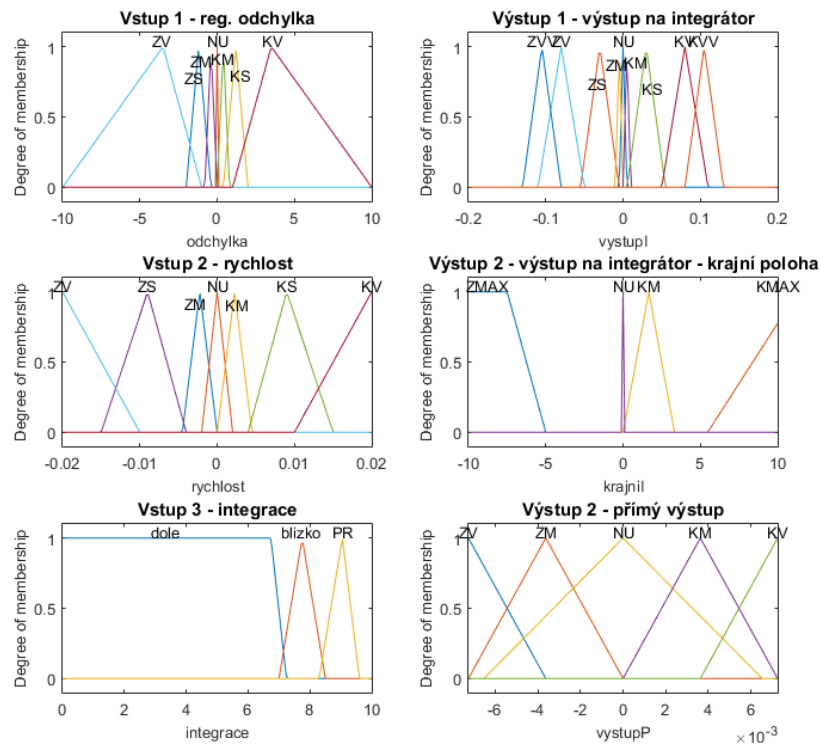 Vstup 1 - reg. odchylka
Degree of membership
1
0.5
0
ZV
ZS
ZM
NU
KM
KS
KV
-10
-5
0
5
10
odchylka
Výstup 1 - výstup na integrátor
Degree of membership
1
0.5
0
ZVV
ZV
ZS
ZM
NU
KM
KS
KV
KVV
-0.2
-0.1
0
0.1
0.2
vystupI
Vstup 2 - rychlost
Degree of membership
1
0.5
0
ZV
ZS
ZM
NU
KM
KS
KV
-0.02
-0.01
0
0.01
0.02
rychlost
Výstup 2 - výstup na integrátor - krajní poloha
Degree of membership
1
0.5
0
ZMAX
NU
KM
KMAX
-10
-5
0
5
10
krajniI
Vstup 3 - integrace
Degree of membership
1
0.5
0
dole
blizko
PR
0
2
4
6
8
10
integrace
Výstup 2 - přímý výstup
Degree of membership
1
0.5
0
ZV
ZM
NU
KM
KV
-6
-4
-2
0
2
4
6
vystupP
×10^-3